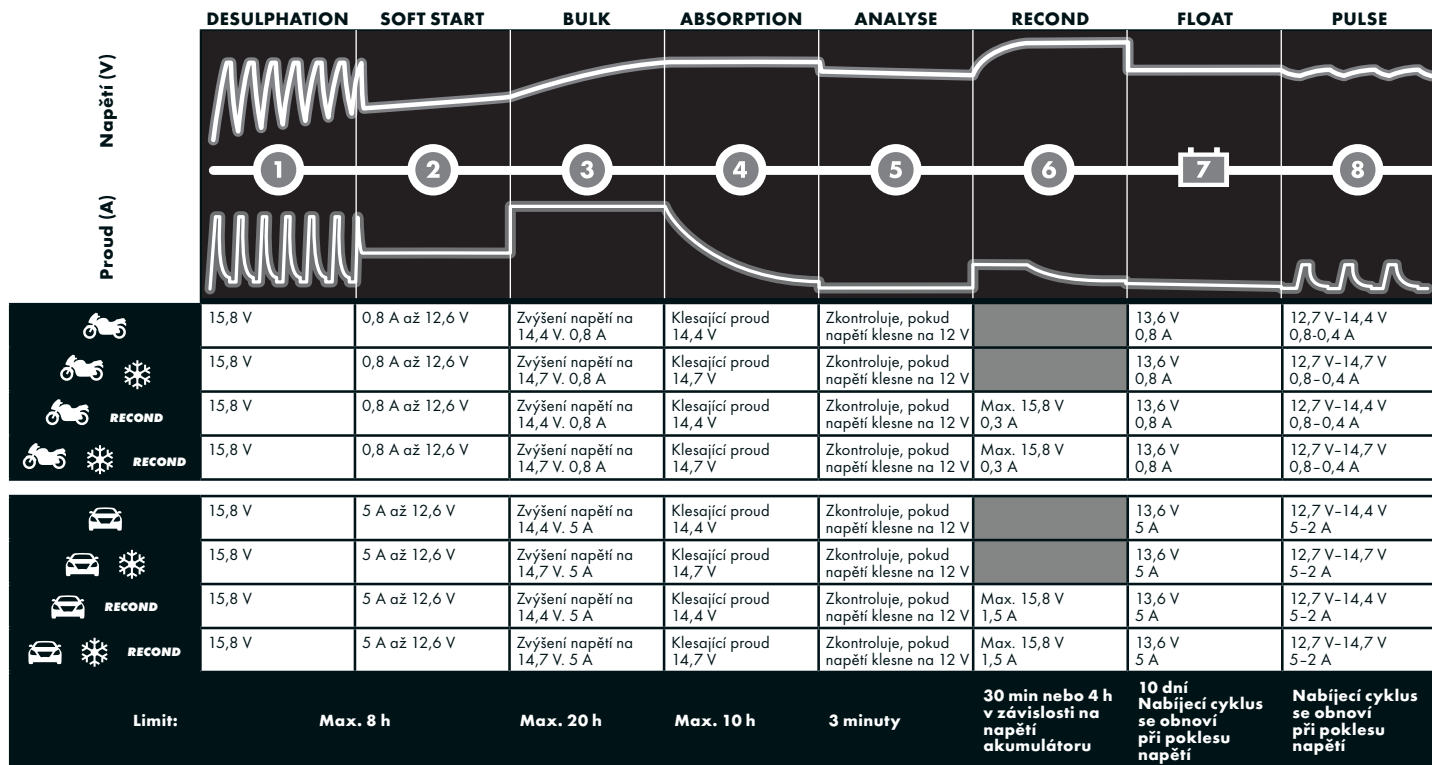 DESULPHATION SOFT START BULK ABSORPTION ANALYSE RECOND FLOAT PULSE
Napětí (V)
1 2 3 4 5 6 7 8
Proud (A)
15,8 V 0,8 A až 12,6 V Zvýšení napětí na Klesající proud Zkontroluje, pokud 13,6 V 12,7 V–14,4 V
14,4 V. 0,8 A 14,4 V napětí klesne na 12 V 0,8 A 0,8-0,4 A
15,8 V 0,8 A až 12,6 V Zvýšení napětí na Klesající proud Zkontroluje, pokud 13,6 V 12,7 V–14,7 V
14,7 V. 0,8 A 14,7 V napětí klesne na 12 V 0,8 A 0,8–0,4 A
RECOND 15,8 V 0,8 A až 12,6 V Zvýšení napětí na Klesající proud Zkontroluje, pokud Max. 15,8 V 13,6 V 12,7 V–14,4 V
14,4 V. 0,8 A 14,4 V napětí klesne na 12 V 0,3 A 0,8 A 0,8–0,4 A
RECOND 15,8 V 0,8 A až 12,6 V Zvýšení napětí na Klesající proud Zkontroluje, pokud Max. 15,8 V 13,6 V 12,7 V–14,7 V
14,7 V. 0,8 A 14,7 V napětí klesne na 12 V 0,3 A 0,8 A 0,8–0,4 A
15,8 V 5 A až 12,6 V Zvýšení napětí na Klesající proud Zkontroluje, pokud 13,6 V 12,7 V–14,4 V
14,4 V. 5 A 14,4 V napětí klesne na 12 V 5 A 5–2 A
15,8 V 5 A až 12,6 V Zvýšení napětí na Klesající proud Zkontroluje, pokud 13,6 V 12,7 V–14,7 V
14,7 V. 5 A 14,7 V napětí klesne na 12 V 5 A 5–2 A
RECOND 15,8 V 5 A až 12,6 V Zvýšení napětí na Klesající proud Zkontroluje, pokud Max. 15,8 V 13,6 V 12,7 V–14,4 V
14,4 V. 5 A 14,4 V napětí klesne na 12 V 1,5 A 5 A 5–2 A
RECOND 15,8 V 5 A až 12,6 V Zvýšení napětí na Klesající proud Zkontroluje, pokud Max. 15,8 V 13,6 V 12,7 V–14,7 V
14,7 V. 5 A 14,7 V napětí klesne na 12 V 1,5 A 5 A 5–2 A
Limit: Max. 8 h Max. 20 h Max. 10 h 3 minuty
30 min nebo 4 h
v závislosti na
napětí
akumulátoru
10 dní
Nabíjecí cyklus
se obnoví
při poklesu
napětí
Nabíjecí cyklus
se obnoví
při poklesu
napětí